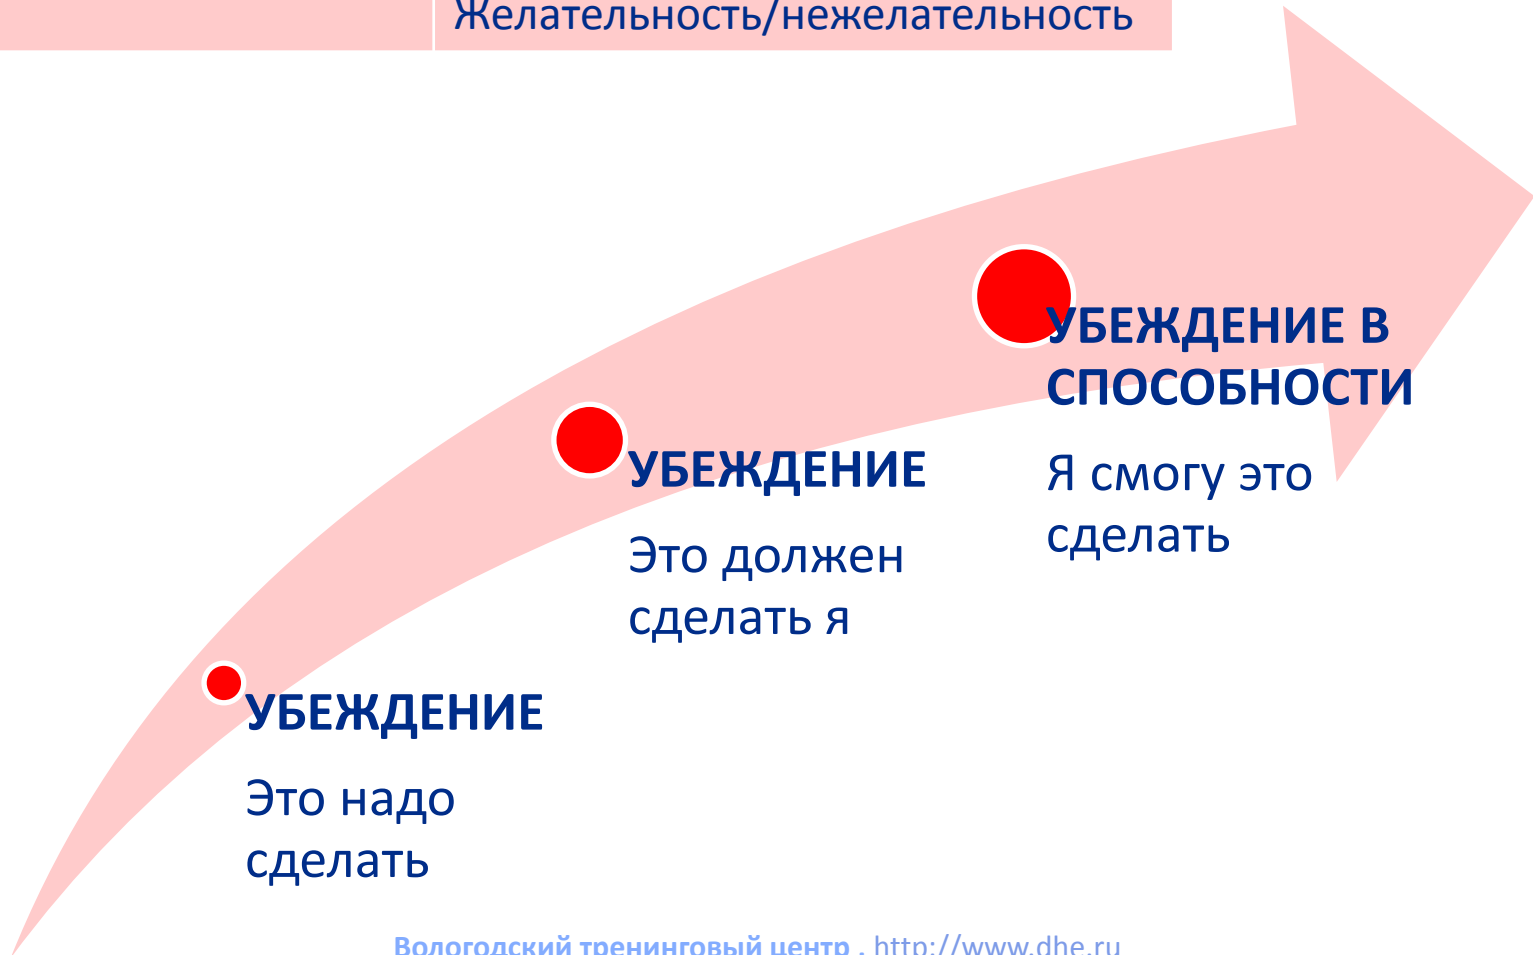 Желательность/нежелательность
УБЕЖДЕНИЕ В
СПОСОБНОСТИ
Я смогу это
сделать
УБЕЖДЕНИЕ
Это должен
сделать я
УБЕЖДЕНИЕ
Это надо
сделать
Вологодский тренинговый центр , http://www.dhe.ru